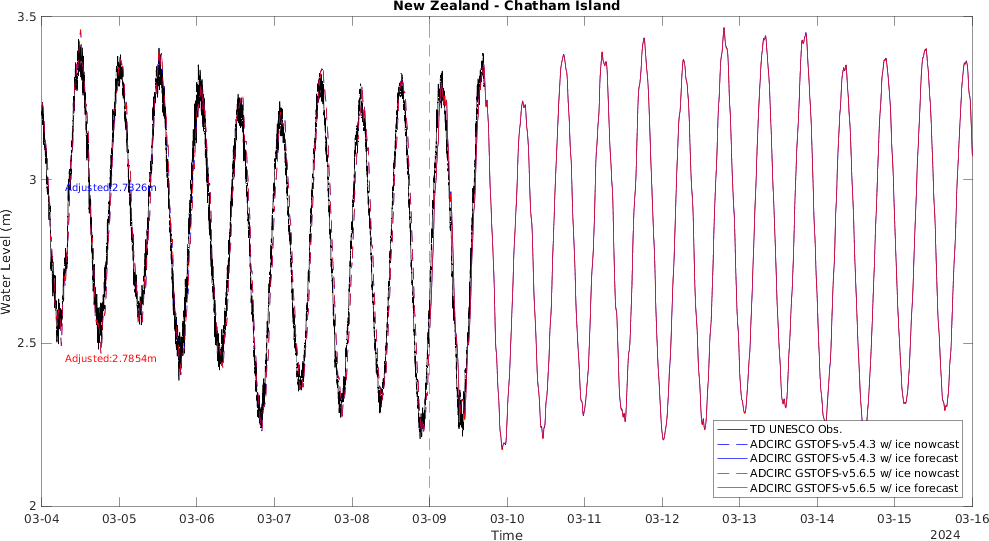 New Zealand - Chatham Island
3.5
3
2.5
2
Water Level (m)
Adjusted:2.7326m
Adjusted:2.7854m
TD UNESCO Obs.
ADCIRC GSTOFS-v5.4.3 w/ ice nowcast
ADCIRC GSTOFS-v5.4.3 w/ ice forecast
ADCIRC GSTOFS-v5.6.5 w/ ice nowcast
ADCIRC GSTOFS-v5.6.5 w/ ice forecast
03-04 03-05 03-06 03-07 03-08 03-09 03-10 03-11 03-12 03-13 03-14 03-15 03-16
Time
2024